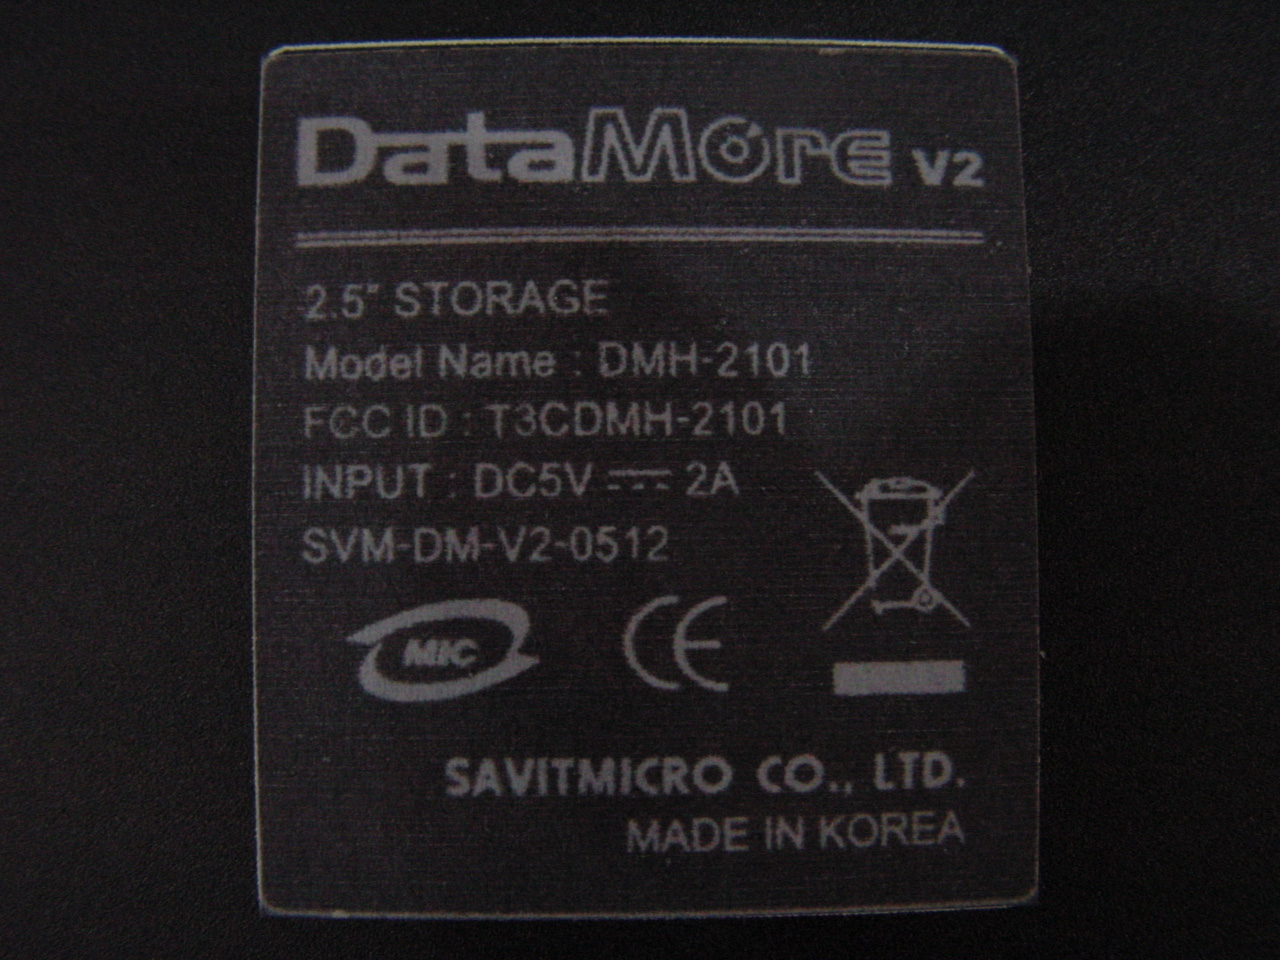 DataMore V2
2.5" STORAGE
Model Name : DMH-2101
FCC ID : T3CDMH-2101
INPUT : DC5V ⎓ 2A
SVM-DM-V2-0512
MIC CE
SAVITMICRO CO., LTD.
MADE IN KOREA